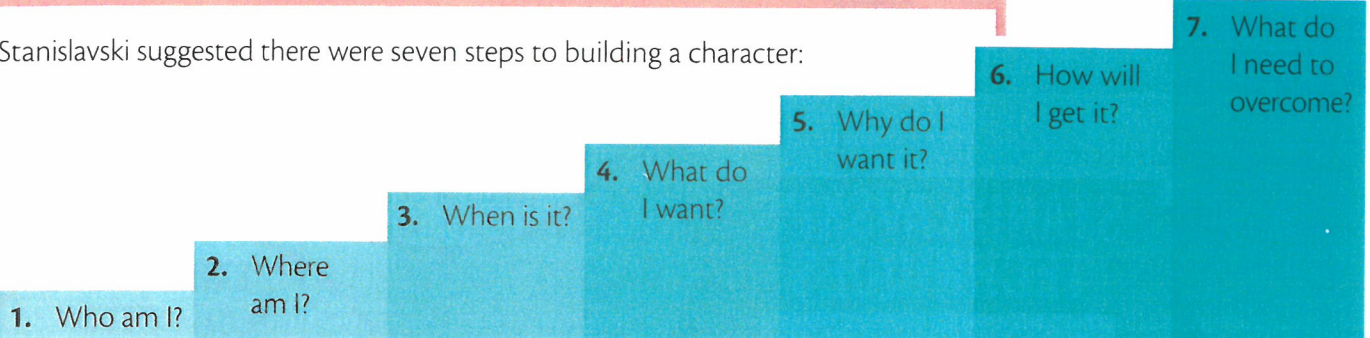 Stanislavski suggested there were seven steps to building a character:
1. Who am I?
2. Where
am I?
3. When is it?
4. What do
I want?
5. Why do I
want it?
6. How will
I get it?
7. What do
I need to
overcome?